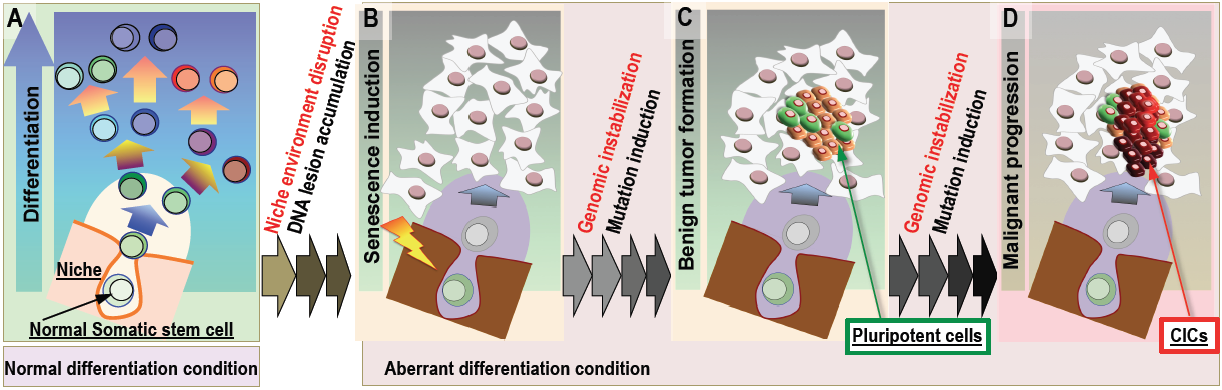 A
Differentiation
Niche
Normal Somatic stem cell
Normal differentiation condition
Niche environment disruption
DNA lesion accumulation
B
Senescence induction
Genomic instabilization
Mutation induction
C
Benign tumor formation
Pluripotent cells
Genomic instabilization
Mutation induction
D
Malignant progression
CICs
Aberrant differentiation condition